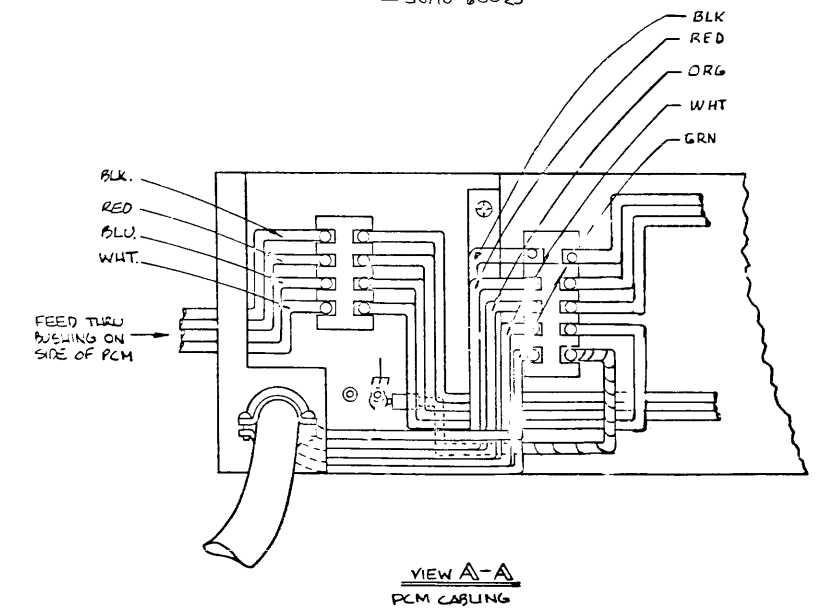 BLK
RED
ORG
WHT
GRN
BLK.
RED
BLU.
WHT.
FEED THRU
BUSHING ON
SIDE OF PCM
VIEW A-A
PCM CABLING